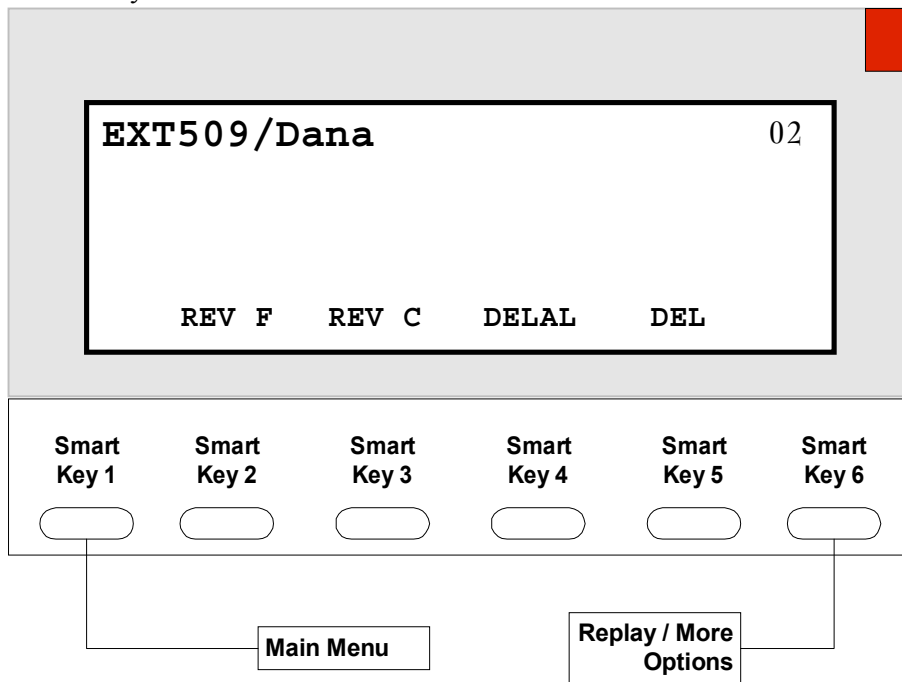 EXT509/Dana 02
REV F REV C DELAL DEL
Smart Key 1 Smart Key 2 Smart Key 3 Smart Key 4 Smart Key 5 Smart Key 6
Main Menu
Replay / More
Options